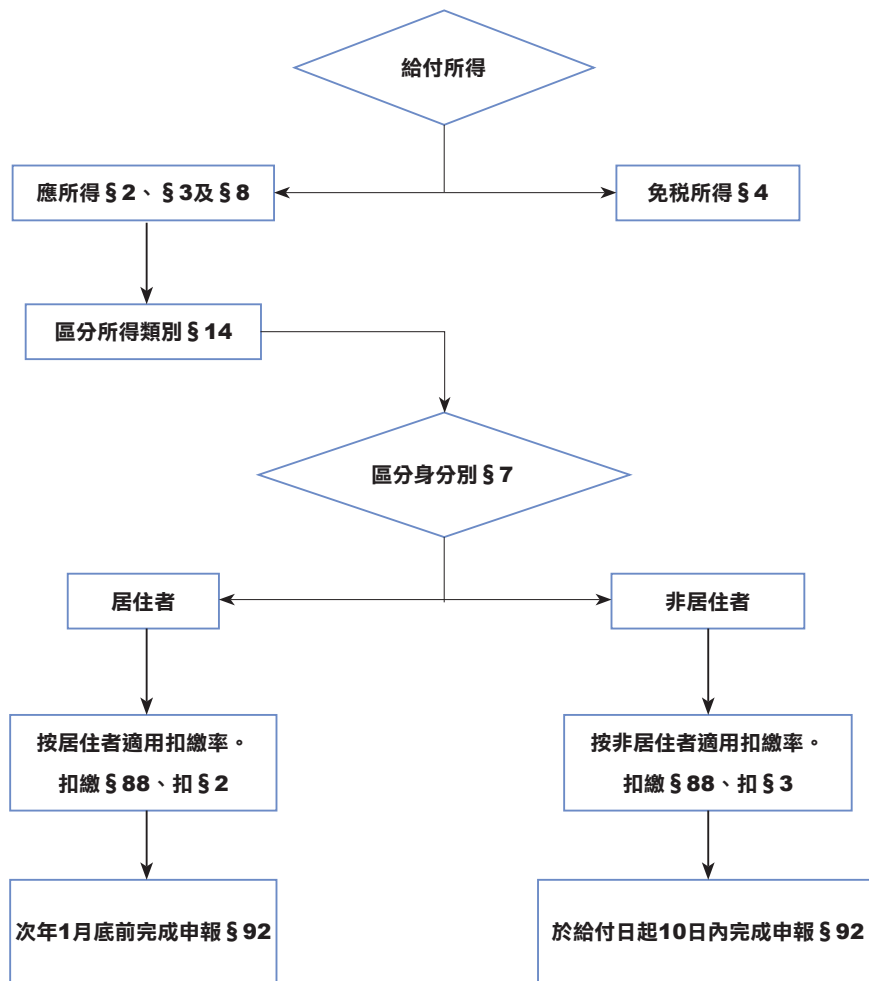 給付所得
應所得§2、§3及§8
免稅所得§4
區分所得類別§14
區分身分別§7
居住者
非居住者
按居住者適用扣繳率。
扣繳§88、扣§2
按非居住者適用扣繳率。
扣繳§88、扣§3
次年1月底前完成申報§92
於給付日起10日內完成申報§92